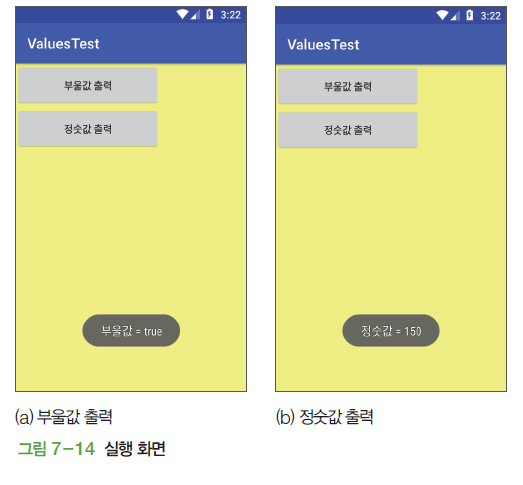 3:22
ValuesTest
부울값 출력
정숫값 출력
부울값 = true
(a) 부울값 출력
3:22
ValuesTest
부울값 출력
정숫값 출력
정숫값 = 150
(b) 정숫값 출력
그림 7-14 실행 화면